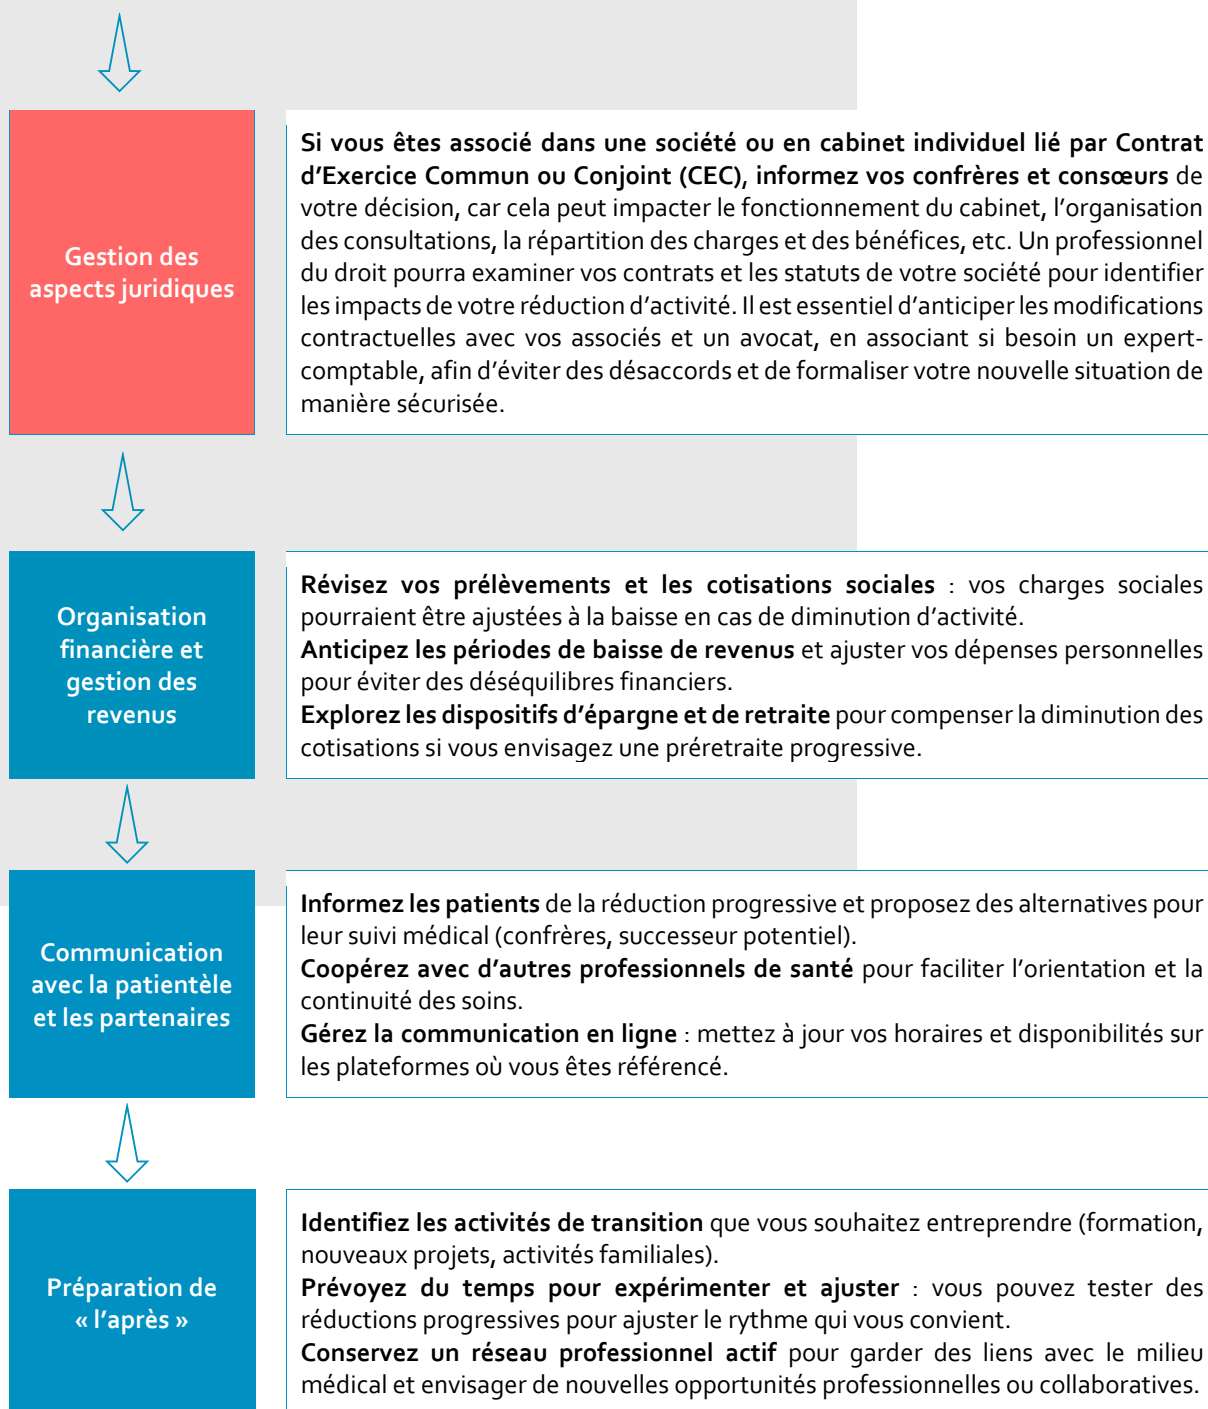 Gestion des
aspects juridiques
Si vous êtes associé dans une société ou en cabinet individuel lié par Contrat
d’Exercice Commun ou Conjoint (CEC), informez vos confrères et consœurs de
votre décision, car cela peut impacter le fonctionnement du cabinet, l’organisation
des consultations, la répartition des charges et des bénéfices, etc. Un professionnel
du droit pourra examiner vos contrats et les statuts de votre société pour identifier
les impacts de votre réduction d’activité. Il est essentiel d’anticiper les modifications
contractuelles avec vos associés et un avocat, en associant si besoin un expert-
comptable, afin d’éviter des désaccords et de formaliser votre nouvelle situation de
manière sécurisée.
Organisation
financière et
gestion des
revenus
Révisez vos prélèvements et les cotisations sociales : vos charges sociales
pourraient être ajustées à la baisse en cas de diminution d’activité.
Anticipez les périodes de baisse de revenus et ajuster vos dépenses personnelles
pour éviter des déséquilibres financiers.
Explorez les dispositifs d’épargne et de retraite pour compenser la diminution des
cotisations si vous envisagez une préretraite progressive.
Communication
avec la patientèle
et les partenaires
Informez les patients de la réduction progressive et proposez des alternatives pour
leur suivi médical (confrères, successeur potentiel).
Coopérez avec d’autres professionnels de santé pour faciliter l’orientation et la
continuité des soins.
Gérez la communication en ligne : mettez à jour vos horaires et disponibilités sur
les plateformes où vous êtes référencé.
Préparation de
« l’après »
Identifiez les activités de transition que vous souhaitez entreprendre (formation,
nouveaux projets, activités familiales).
Prévoyez du temps pour expérimenter et ajuster : vous pouvez tester des
réductions progressives pour ajuster le rythme qui vous convient.
Conservez un réseau professionnel actif pour garder des liens avec le milieu
médical et envisager de nouvelles opportunités professionnelles ou collaboratives.